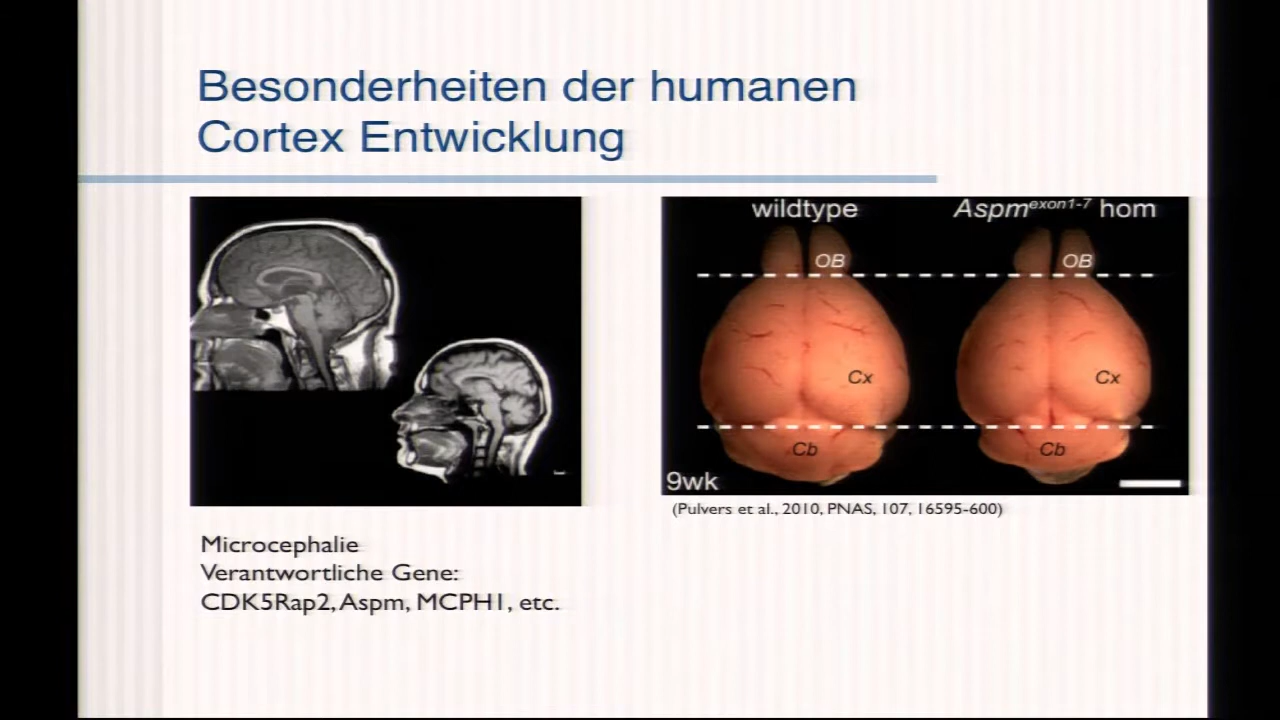 Besonderheiten der humanen
Cortex Entwicklung
wildtype
Aspm^exon1-7 hom
OB
OB
Cx
Cx
Cb
Cb
9wk
(Pulvers et al., 2010, PNAS, 107, 16595-600)
Microcephalie
Verantwortliche Gene:
CDK5Rap2, Aspm, MCPH1, etc.